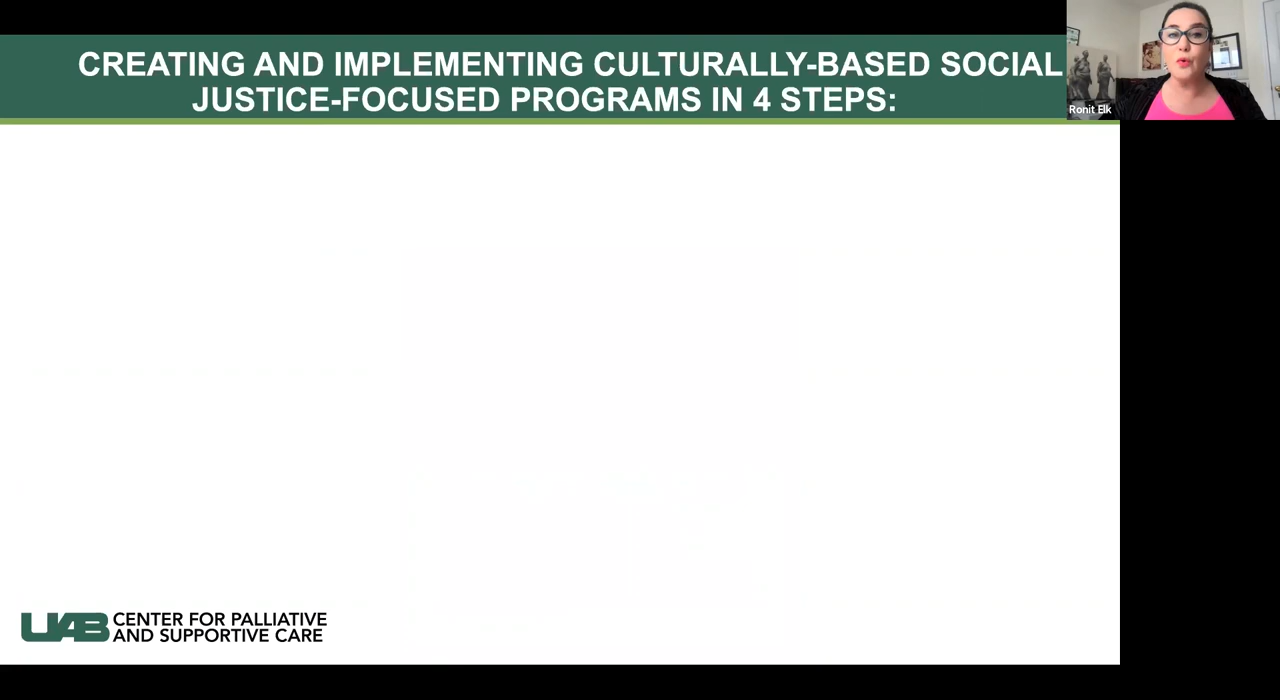 CREATING AND IMPLEMENTING CULTURALLY-BASED SOCIAL
JUSTICE-FOCUSED PROGRAMS IN 4 STEPS:
Ronit Elk
UAB CENTER FOR PALLIATIVE
AND SUPPORTIVE CARE